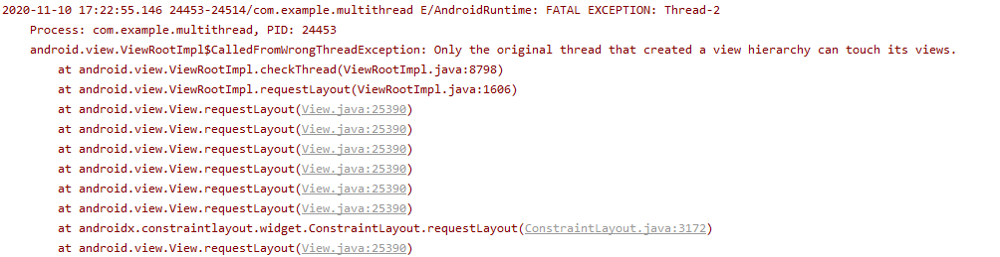 2020-11-10 17:22:55.146 24453-24514/com.example.multithread E/AndroidRuntime: FATAL EXCEPTION: Thread-2
Process: com.example.multithread, PID: 24453
android.view.ViewRootImpl$CalledFromWrongThreadException: Only the original thread that created a view hierarchy can touch its views.
at android.view.ViewRootImpl.checkThread(ViewRootImpl.java:8798)
at android.view.ViewRootImpl.requestLayout(ViewRootImpl.java:1606)
at android.view.View.requestLayout(View.java:25390)
at android.view.View.requestLayout(View.java:25390)
at android.view.View.requestLayout(View.java:25390)
at android.view.View.requestLayout(View.java:25390)
at android.view.View.requestLayout(View.java:25390)
at android.view.View.requestLayout(View.java:25390)
at androidx.constraintlayout.widget.ConstraintLayout.requestLayout(ConstraintLayout.java:3172)
at android.view.View.requestLayout(View.java:25390)